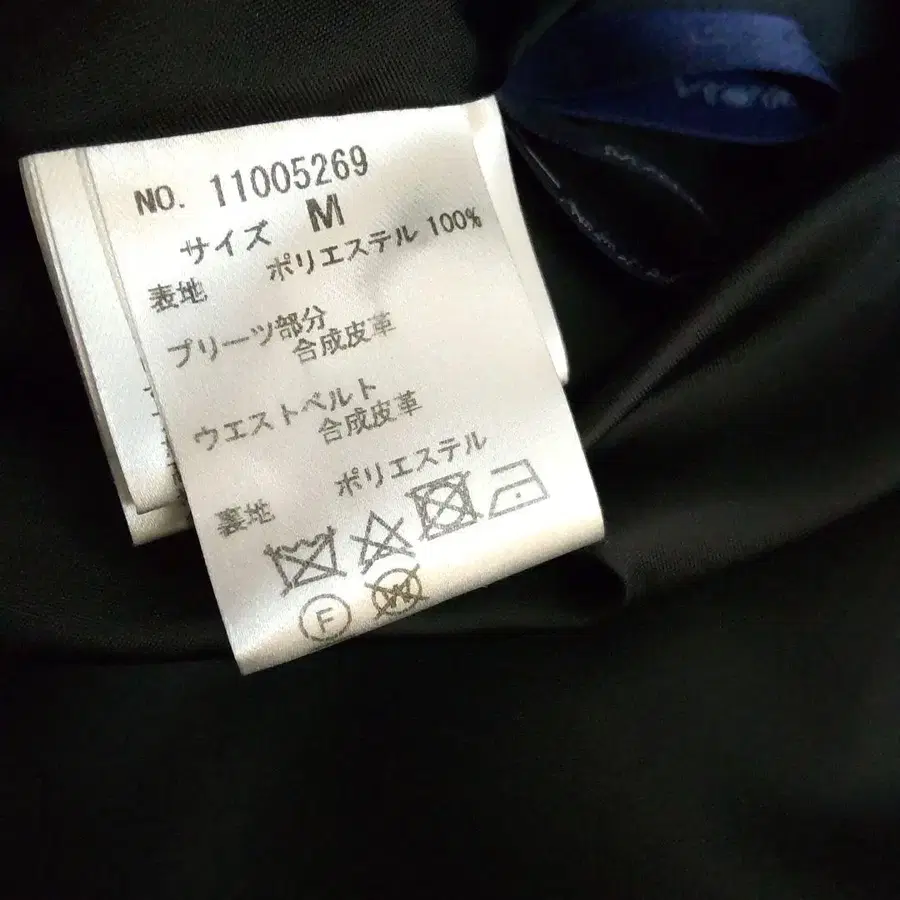 NO. 11005269
サイズ M
表地 ポリエステル 100%
プリーツ部分
合成皮革
ウエストベルト
合成皮革
裏地 ポリエステル
F W